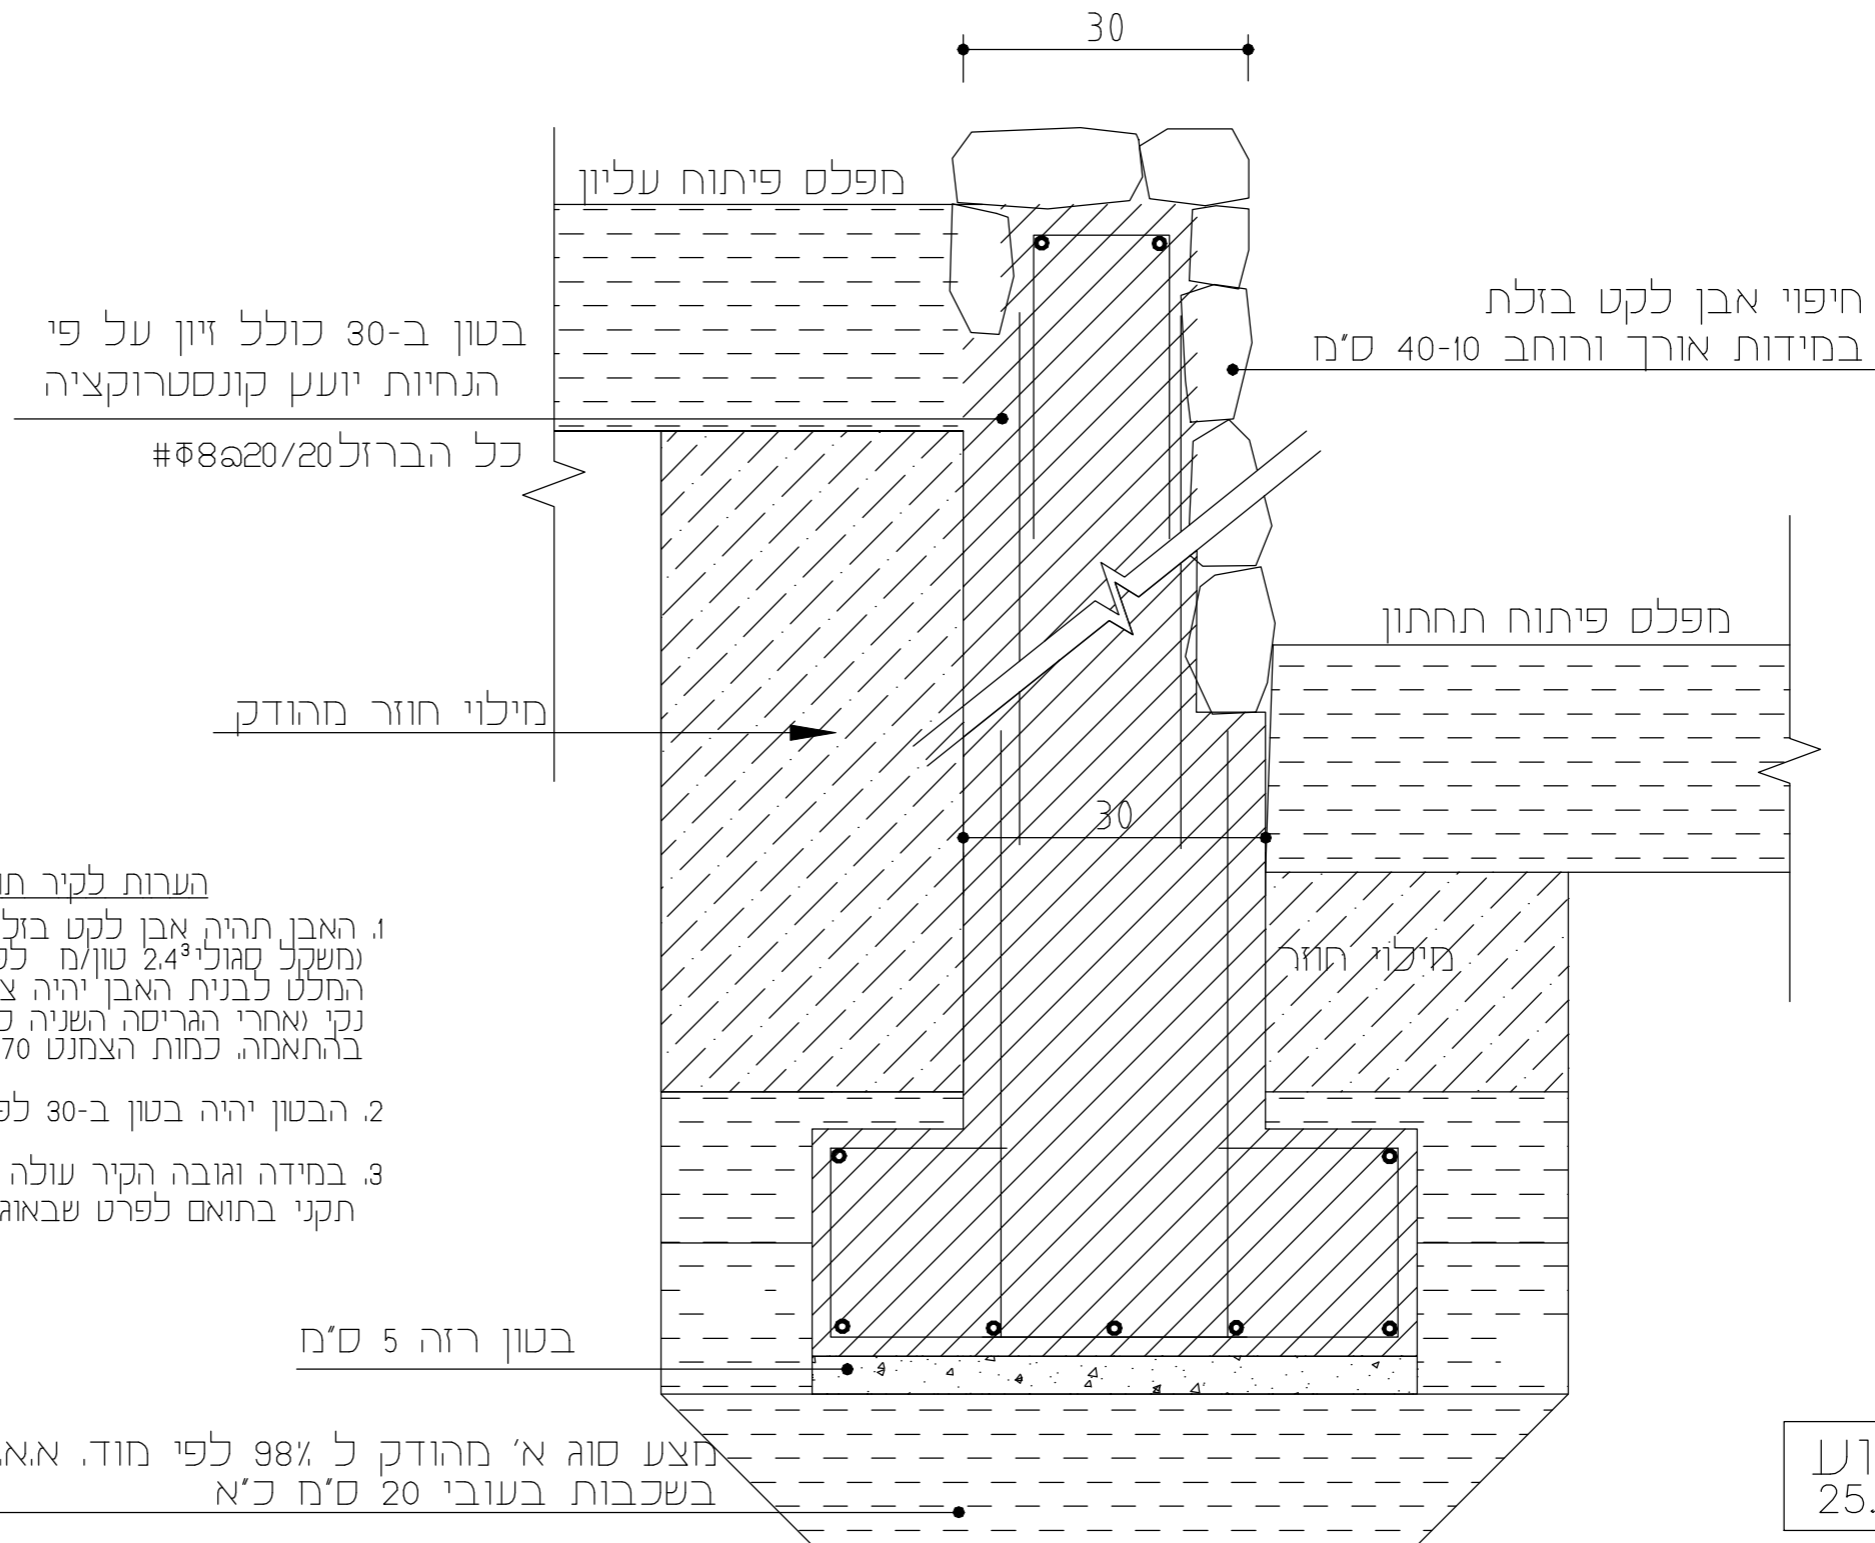 30
מפלס פיתוח עליון
חיפוי אבן לקט בזלת
במידות אורך ורוחב 40-10 ס"מ
בטון ב-30 כולל זיון על פי
הנחיות יועץ קונסטרוקציה
כל הברזל #Φ8@20/20
מפלס פיתוח תחתון
מילוי חוזר מהודק
30
מילוי חוזר
הערות לקיר
1. האבן תהיה אבן לקט
(משקל סגולי 2.4 טון/מ³
המלט לבנית האבן יהיה
נקי (אחרי הגריסה השניה
בהתאמה. כמות הצמנט
2. הבטון יהיה בטון ב-30
3. במידה וגובה הקיר עולה
תקני בתואם לפרט
בטון רזה 5 ס"מ
מצע סוג א' מהודק ל 98% לפי מוד.
בשכבות בעובי 20 ס"מ כ"א
25.